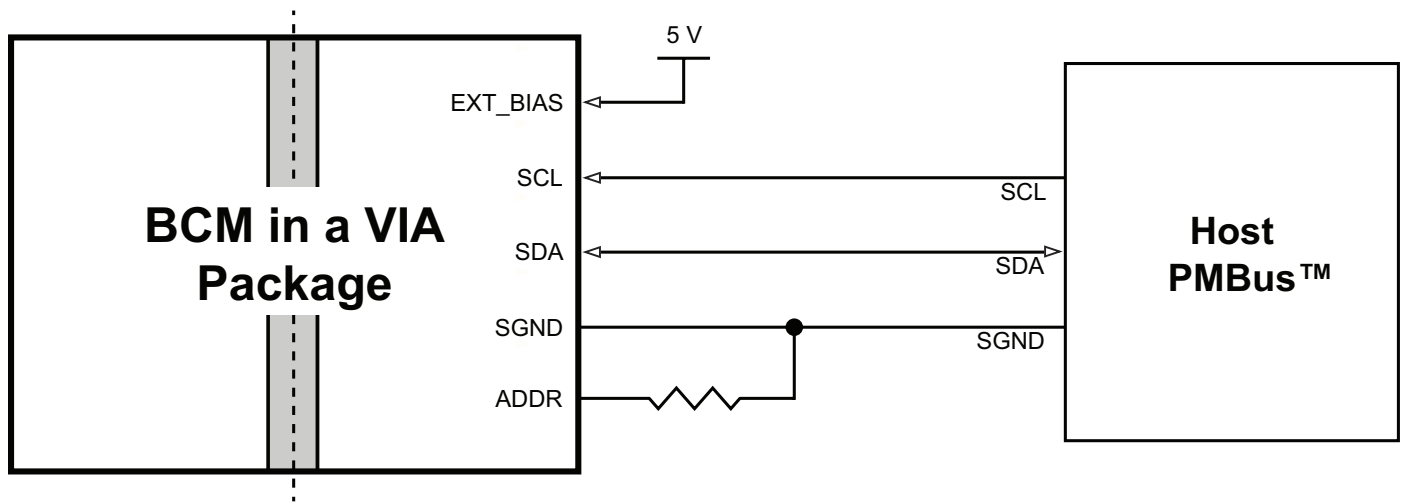 5 V
EXT_BIAS
SCL
SCL
BCM in a VIA
Package
SDA
SDA
Host
PMBus™
SGND
SGND
ADDR